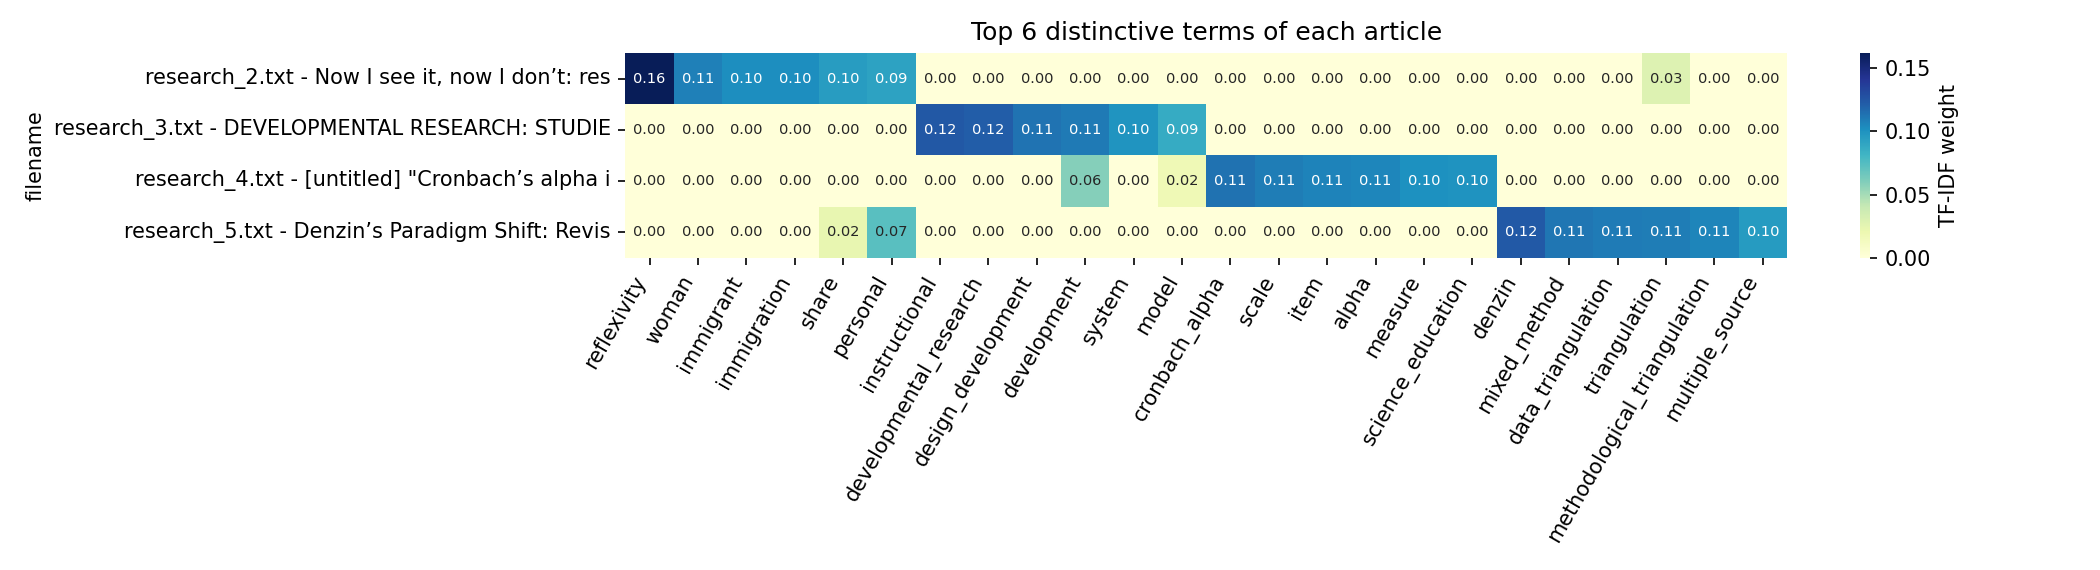 Top 6 distinctive terms of each article
filename
research_2.txt - Now I see it, now I don’t: res
0.16 0.11 0.10 0.10 0.10 0.09 0.00 0.00 0.00 0.00 0.00 0.00 0.00 0.00 0.00 0.00 0.00 0.00 0.00 0.00 0.00 0.03 0.00 0.00
research_3.txt - DEVELOPMENTAL RESEARCH: STUDIE
0.00 0.00 0.00 0.00 0.00 0.00 0.12 0.12 0.11 0.11 0.10 0.09 0.00 0.00 0.00 0.00 0.00 0.00 0.00 0.00 0.00 0.00 0.00 0.00
research_4.txt - [untitled] "Cronbach’s alpha i
0.00 0.00 0.00 0.00 0.00 0.00 0.00 0.00 0.00 0.06 0.00 0.02 0.11 0.11 0.11 0.11 0.10 0.10 0.00 0.00 0.00 0.00 0.00 0.00
research_5.txt - Denzin’s Paradigm Shift: Revis
0.00 0.00 0.00 0.00 0.02 0.07 0.00 0.00 0.00 0.00 0.00 0.00 0.00 0.00 0.00 0.00 0.00 0.00 0.12 0.11 0.11 0.11 0.11 0.10
reflexivity
woman
immigrant
immigration
share
personal
instructional
developmental_research
design_development
development
system
model
cronbach_alpha
scale
item
alpha
measure
science_education
denzin
mixed_method
data_triangulation
triangulation
methodological_triangulation
multiple_source
0.15
0.10
0.05
0.00
TF-IDF weight